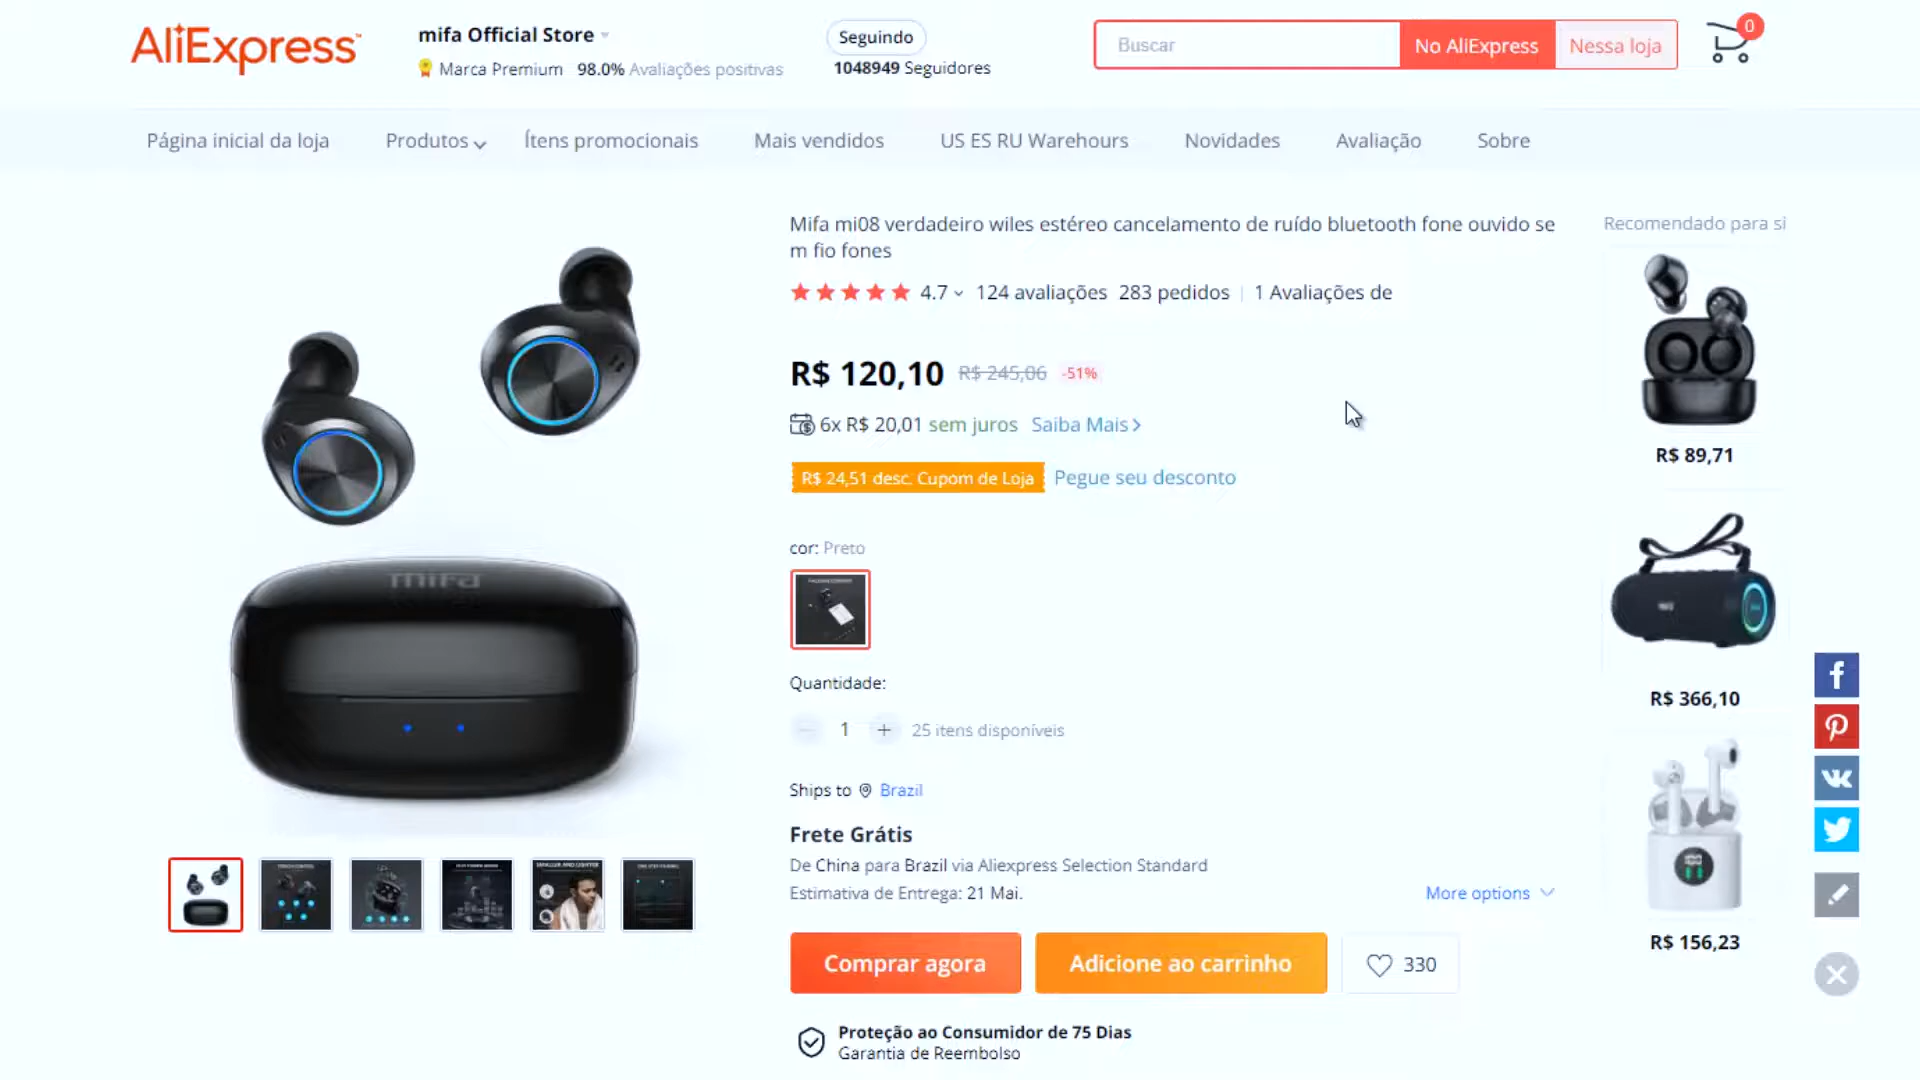 AliExpress
mifa Official Store
Marca Premium 98.0% Avaliações positivas
Seguindo
1048949 Seguidores
Buscar
No AliExpress
Nessa loja
0
Página inicial da loja
Produtos
Ítens promocionais
Mais vendidos
US ES RU Warehours
Novidades
Avaliação
Sobre
mifa
Mifa mi08 verdadeiro wiles estéreo cancelamento de ruído bluetooth fone ouvido se
m fio fones
4.7 124 avaliações 283 pedidos | 1 Avaliações de
R$ 120,10 R$ 245,06 -51%
6x R$ 20,01 sem juros Saiba Mais
R$ 24,51 desc. Cupom de Loja Pegue seu desconto
cor: Preto
Quantidade:
1 25 itens disponíveis
Ships to Brazil
Frete Grátis
De China para Brazil via Aliexpress Selection Standard
Estimativa de Entrega: 21 Mai.
More options
Comprar agora
Adicione ao carrinho
330
Proteção ao Consumidor de 75 Dias
Garantia de Reembolso
Recomendado para si
R$ 89,71
R$ 366,10
R$ 156,23